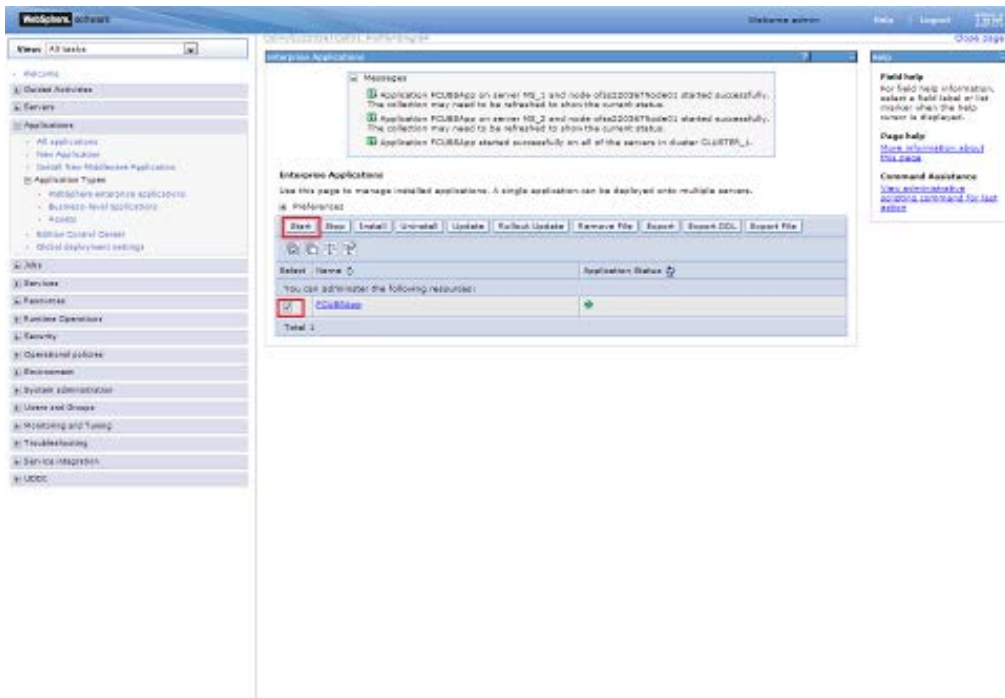 WebSphere. software
Welcome admin
Help | Logout
IBM
View: All tasks
Close page
Welcome
Guided Activities
Servers
Applications
All applications
New Application
Install New Middleware Application
Application Types
WebSphere enterprise applications
Business-level applications
Assets
Edition Control Center
Global deployment settings
Jobs
Services
Resources
Runtime Operations
Security
Operational policies
Environment
System administration
Users and Groups
Monitoring and Tuning
Troubleshooting
Service integration
UDDI
Enterprise Applications
Messages
Application FCUBSApp on server MS_1 and node started successfully.
The collection may need to be refreshed to show the current status.
Application FCUBSApp on server MS_2 and node started successfully.
The collection may need to be refreshed to show the current status.
Application FCUBSApp started successfully on all of the servers in cluster CLUSTER_1.
Enterprise Applications
Use this page to manage installed applications. A single application can be deployed onto multiple servers.
Preferences
Start Stop Install Uninstall Update Rollout Update Remove File Export Export DDL Export File
Select Name Application Status
You can administer the following resources:
FCUBSApp
Total 1
Help
Field help
For field help information,
select a field label or list
marker when the help
cursor is displayed.
Page help
More information about
this page
Command Assistance
View administrative
scripting command for last
action